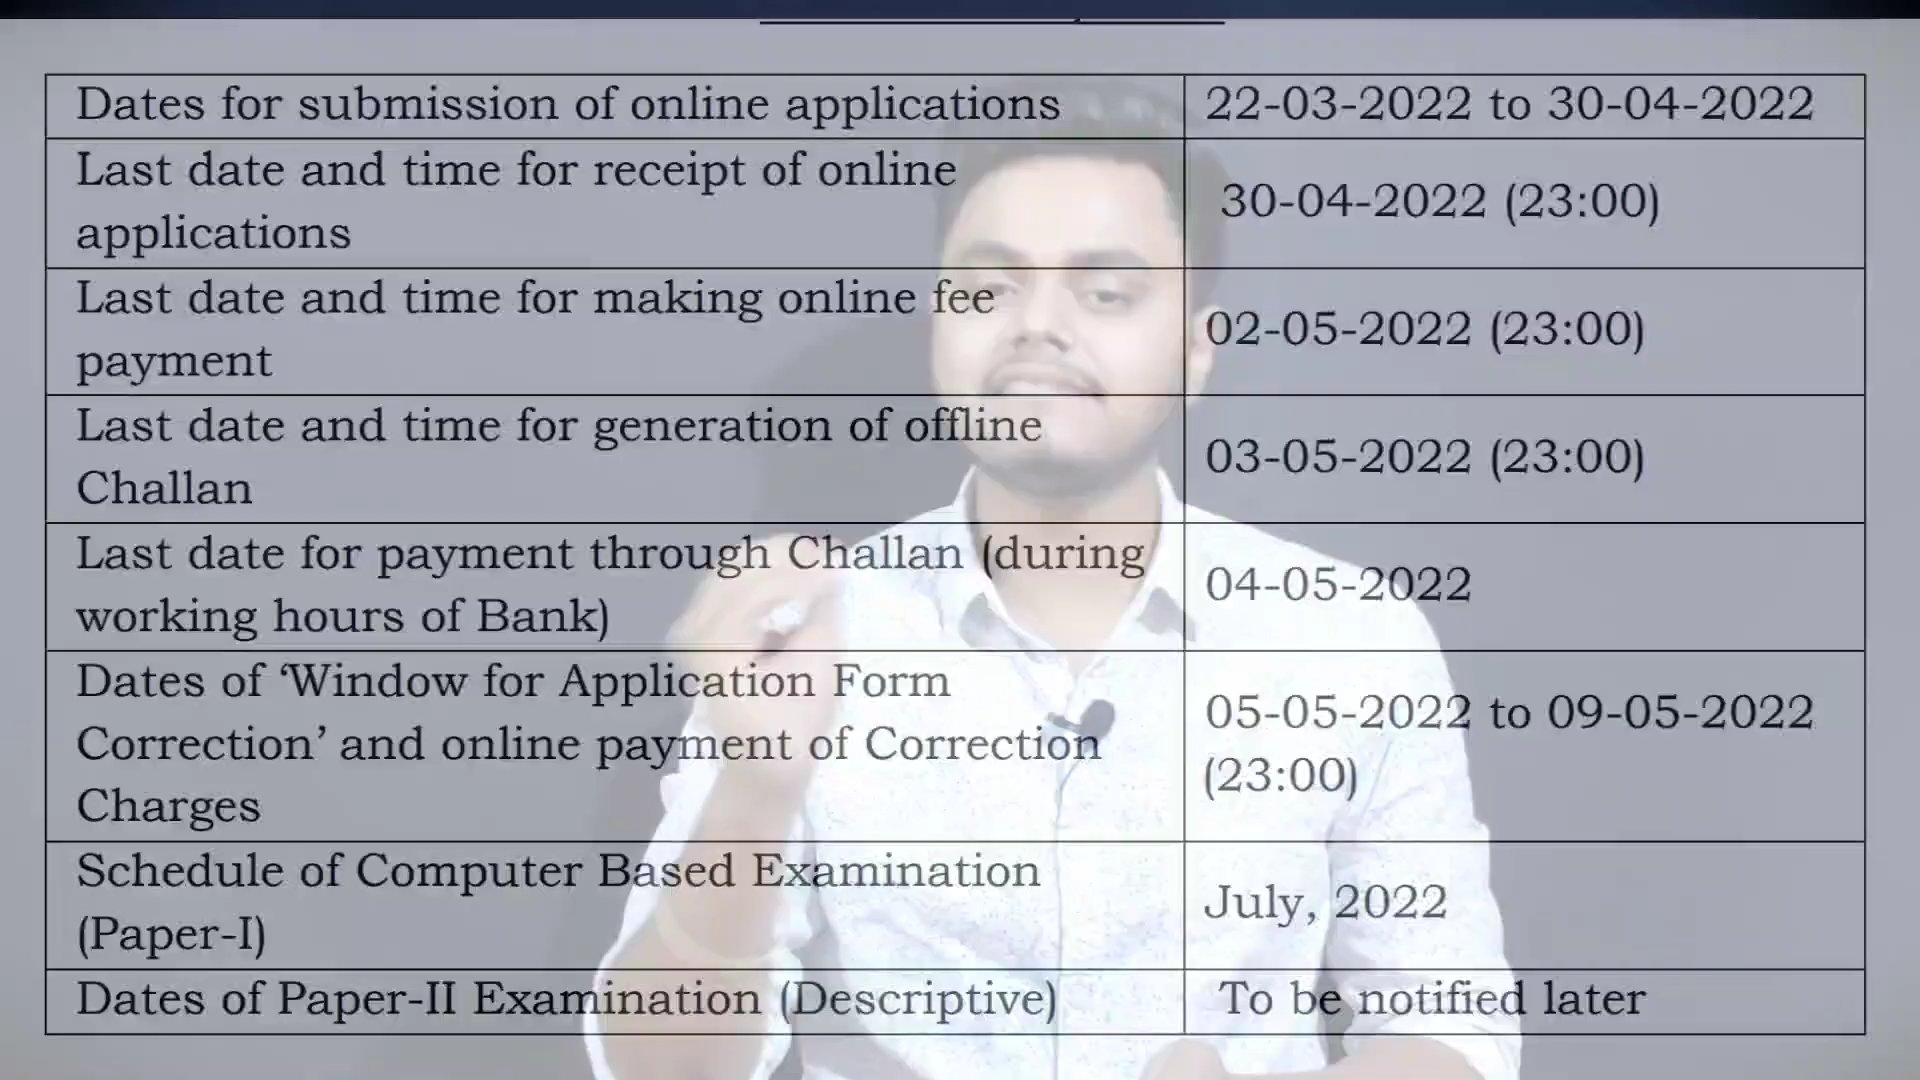 Dates for submission of online applications
22-03-2022 to 30-04-2022
Last date and time for receipt of online
applications
30-04-2022 (23:00)
Last date and time for making online fee
payment
02-05-2022 (23:00)
Last date and time for generation of offline
Challan
03-05-2022 (23:00)
Last date for payment through Challan (during
working hours of Bank)
04-05-2022
Dates of ‘Window for Application Form
Correction’ and online payment of Correction
Charges
05-05-2022 to 09-05-2022
(23:00)
Schedule of Computer Based Examination
(Paper-I)
July, 2022
Dates of Paper-II Examination (Descriptive)
To be notified later